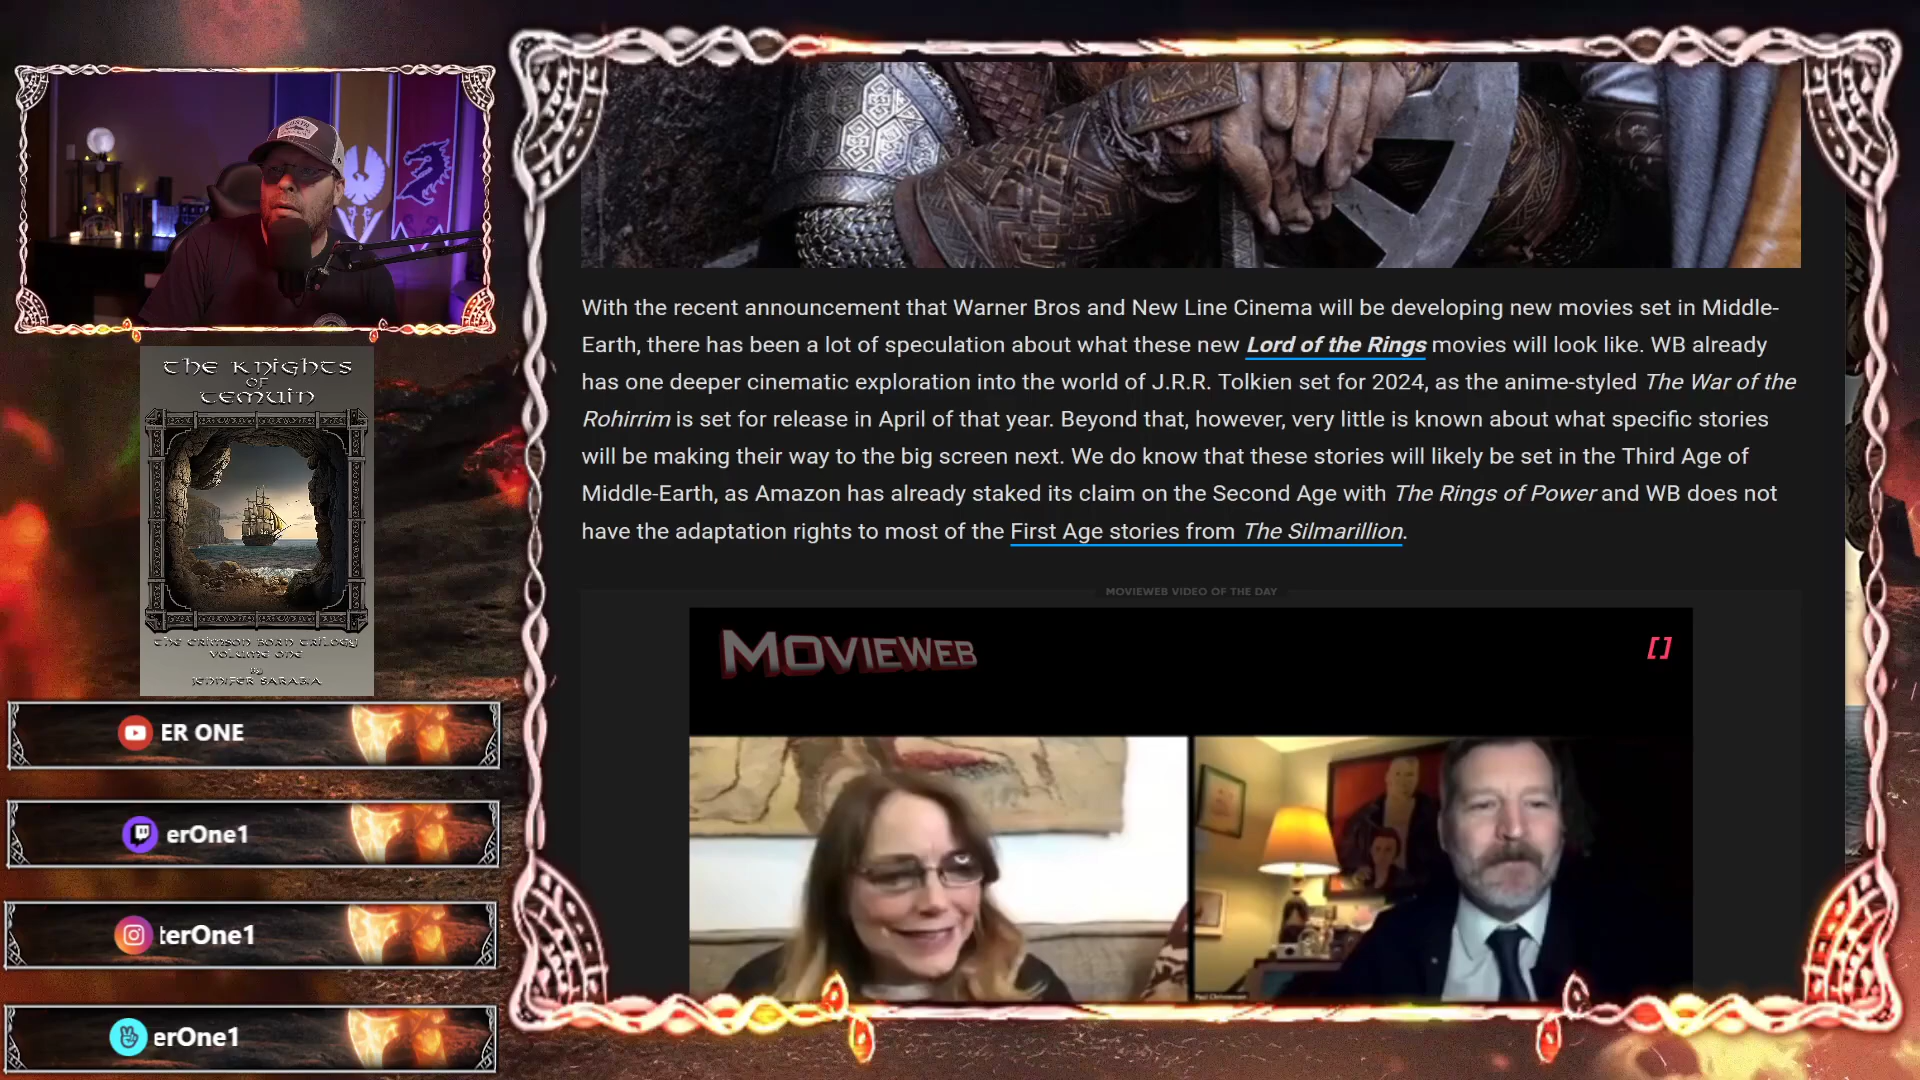 THE KNIGHTS
OF
TEMUIN
THE CRIMSON BORN TRILOGY
VOLUME ONE
By
JENNIFER SARABIA
ER ONE
erOne1
terOne1
erOne1
With the recent announcement that Warner Bros and New Line Cinema will be developing new movies set in Middle-
Earth, there has been a lot of speculation about what these new Lord of the Rings movies will look like. WB already
has one deeper cinematic exploration into the world of J.R.R. Tolkien set for 2024, as the anime-styled The War of the
Rohirrim is set for release in April of that year. Beyond that, however, very little is known about what specific stories
will be making their way to the big screen next. We do know that these stories will likely be set in the Third Age of
Middle-Earth, as Amazon has already staked its claim on the Second Age with The Rings of Power and WB does not
have the adaptation rights to most of the First Age stories from The Silmarillion.
MOVIEWEB VIDEO OF THE DAY
MOVIEWEB